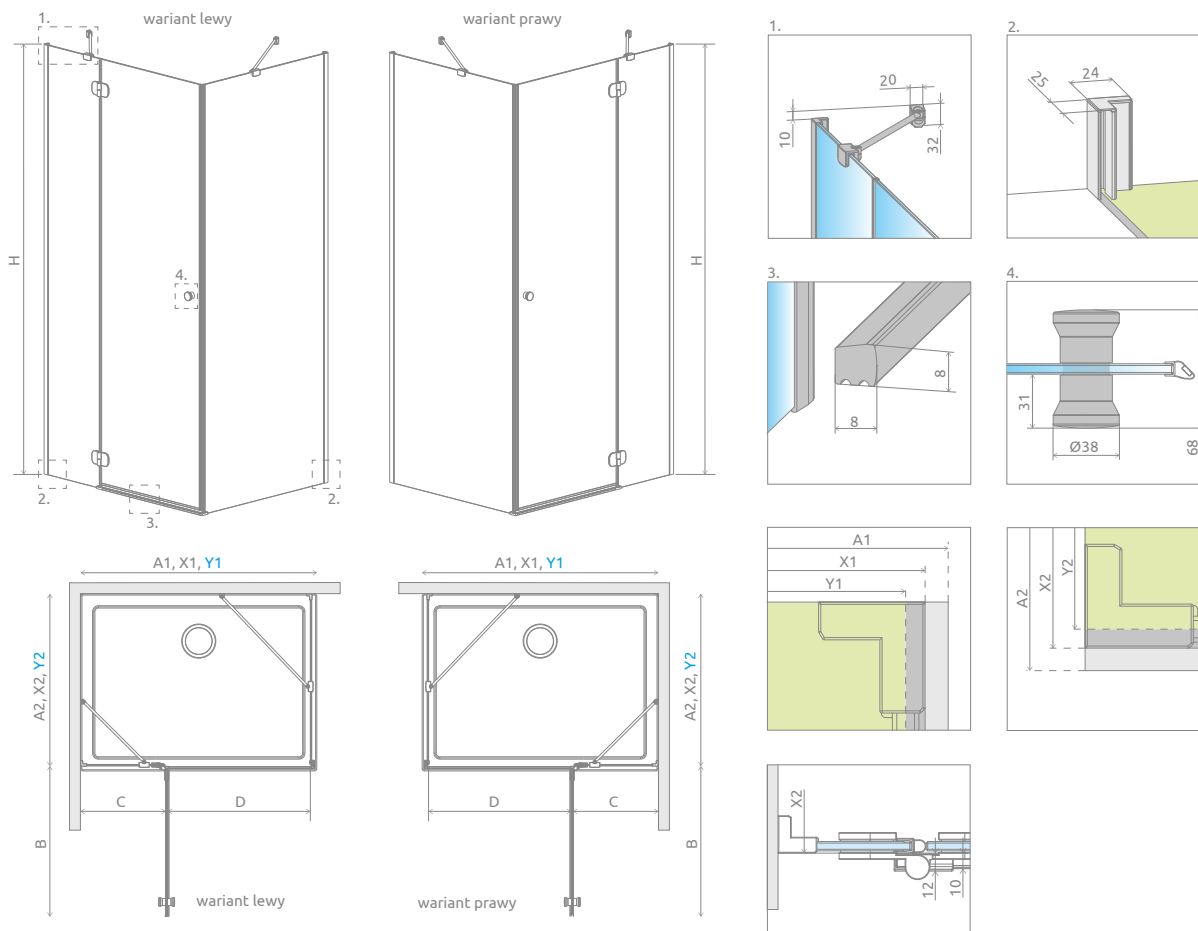 1.
wariant lewy
wariant prawy
H
4.
H
2.
3.
2.
A1, X1, Y1
A2, X2, Y2
C
D
B
wariant lewy
A1, X1, Y1
A2, X2, Y2
D
C
B
wariant prawy
1.
20
10
32
2.
24
25
3.
8
8
4.
31
Ø38
68
A1
X1
Y1
A2
X2
Y2
X2
12
10